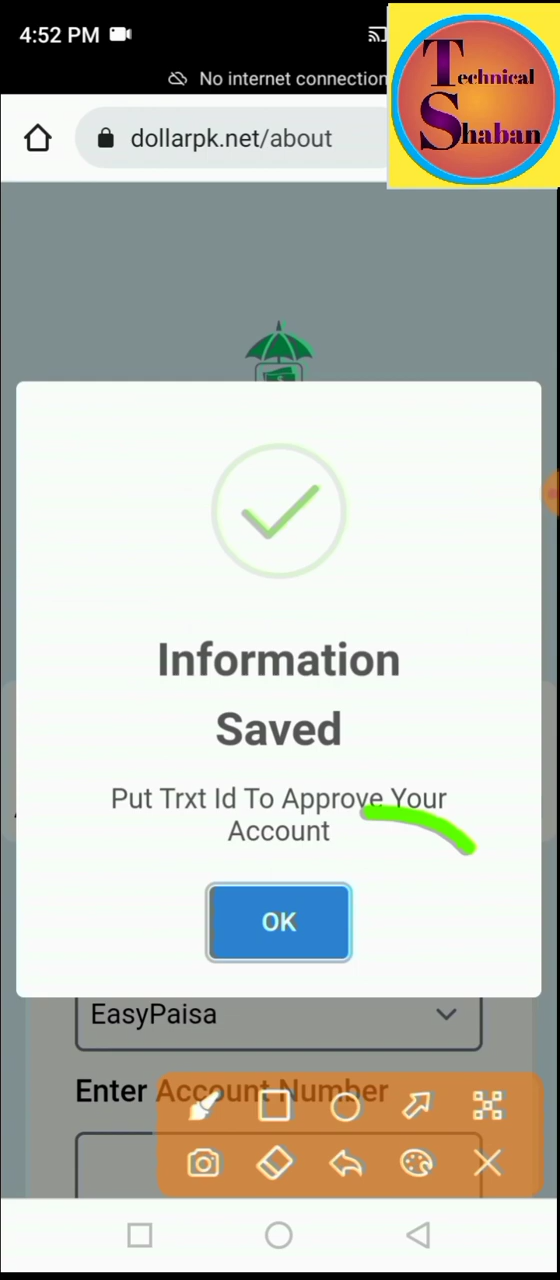 4:52 PM
No internet connection
Technical
Shaban
dollarpk.net/about
Information
Saved
Put Trxt Id To Approve Your
Account
OK
EasyPaisa
Enter Account Number